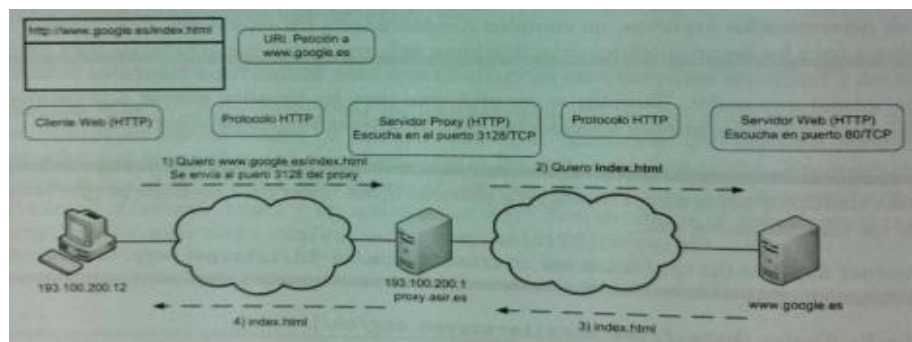 http://www.google.es/index.html
URI. Petición a
www.google.es
Cliente Web (HTTP)
Protocolo HTTP
Servidor Proxy (HTTP)
Escucha en el puerto 3128/TCP
Protocolo HTTP
Servidor Web (HTTP)
Escucha en puerto 80/TCP
1) Quiero www.google.es/index.html
Se envía al puero 3128 del proxy
2) Quiero index.html
193.100.200.12
193.100.200.1
proxy.asir.es
www.google.es
4) index.html
3) index.html